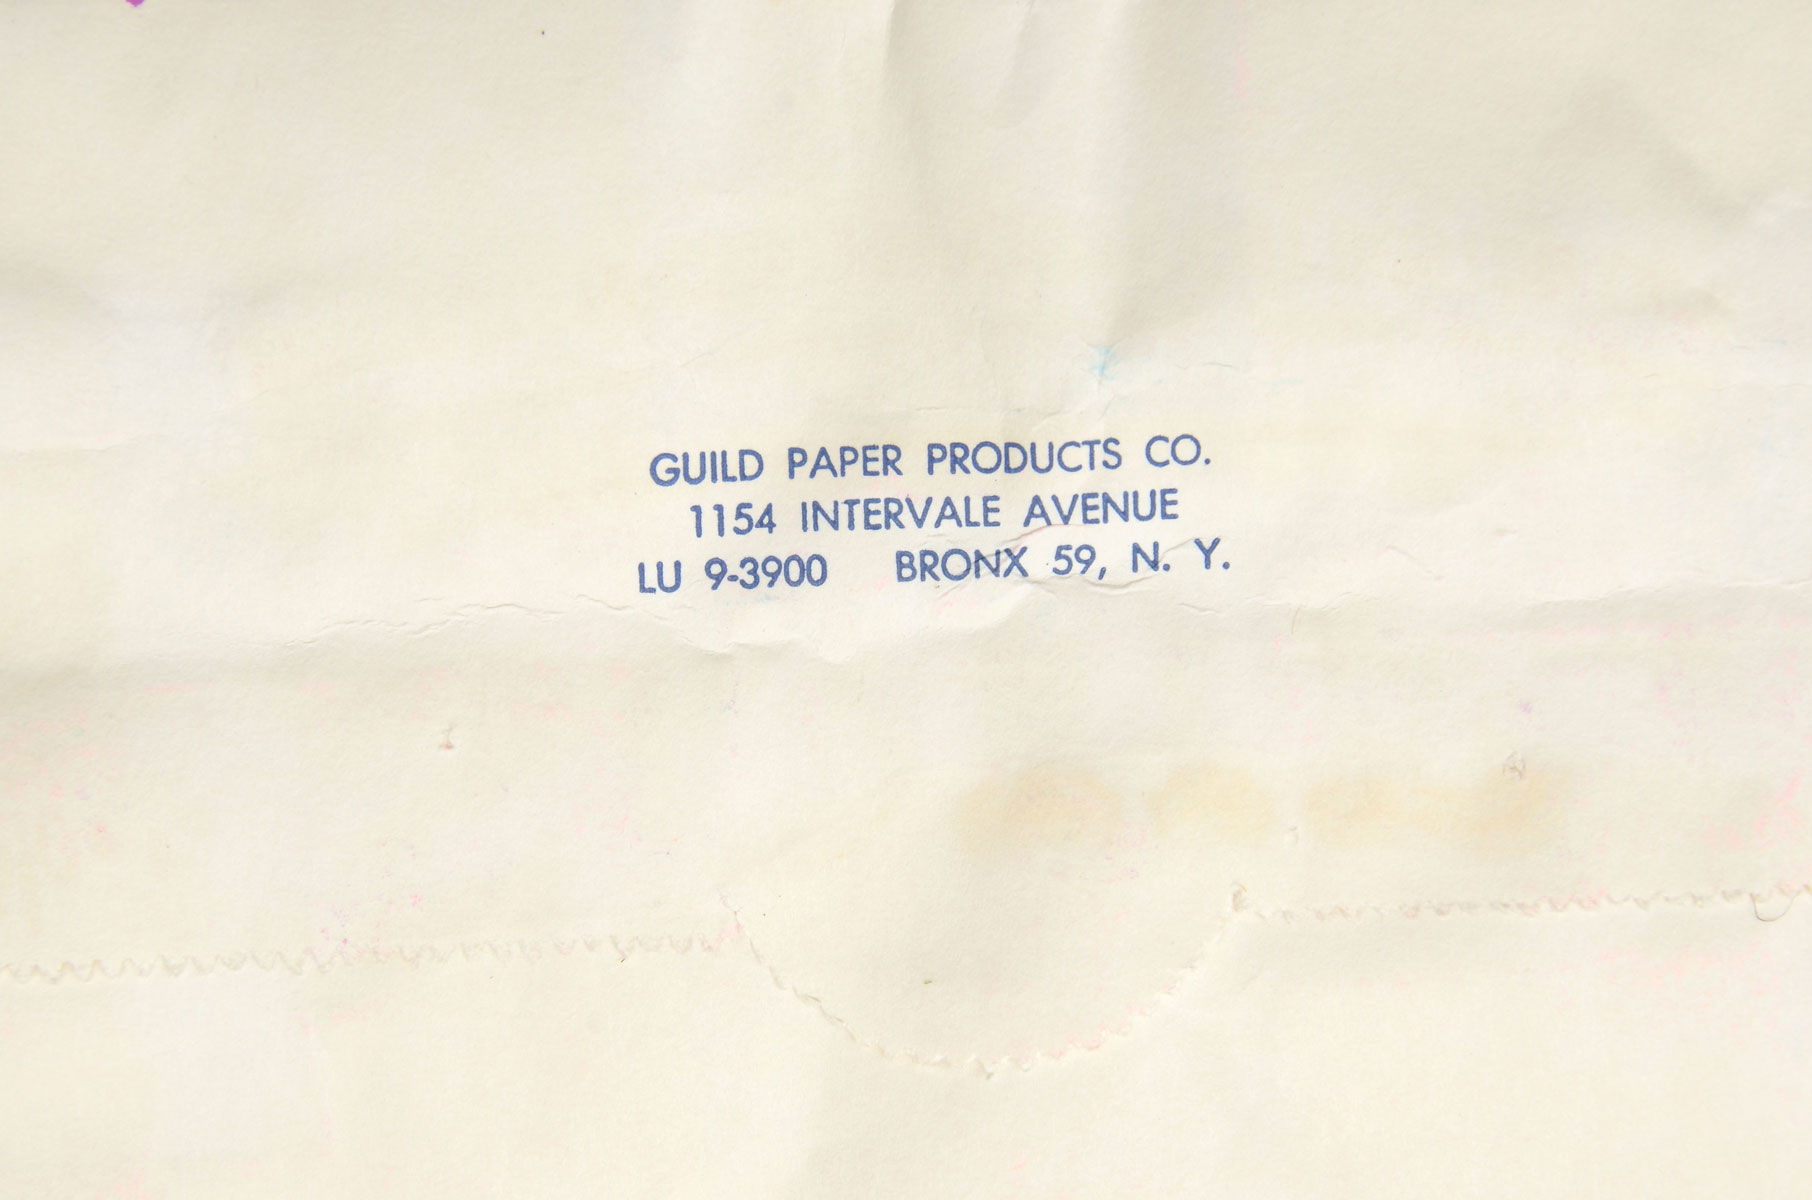 GUILD PAPER PRODUCTS CO.
1154 INTERVALE AVENUE
LU 9-3900 BRONX 59, N. Y.